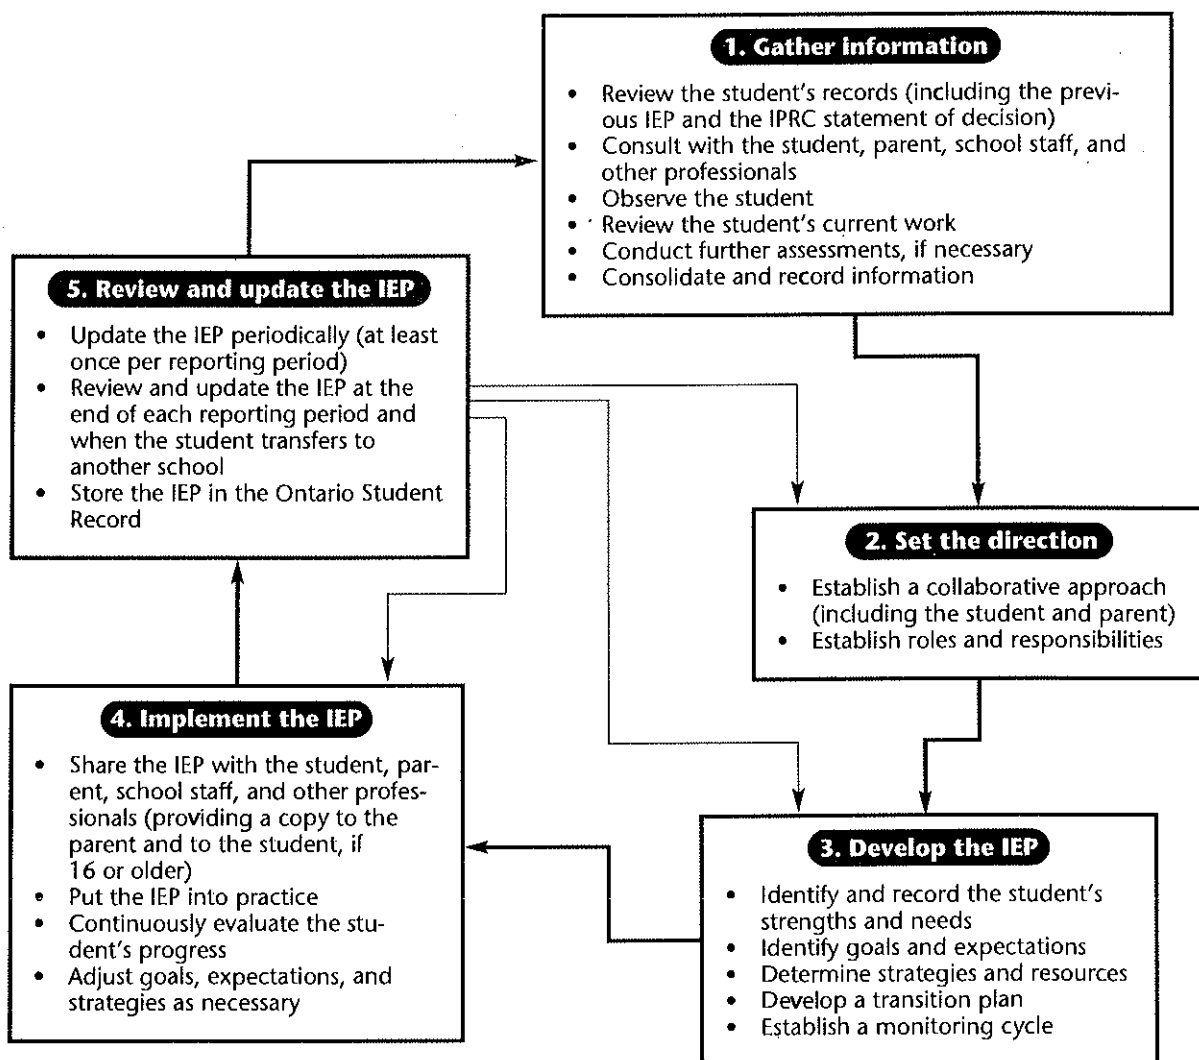 1. Gather information
• Review the student's records (including the previ-
ous IEP and the IPRC statement of decision)
• Consult with the student, parent, school staff, and
other professionals
• Observe the student
• Review the student's current work
• Conduct further assessments, if necessary
• Consolidate and record information
5. Review and update the IEP
• Update the IEP periodically (at least
once per reporting period)
• Review and update the IEP at the
end of each reporting period and
when the student transfers to
another school
• Store the IEP in the Ontario Student
Record
2. Set the direction
• Establish a collaborative approach
(including the student and parent)
• Establish roles and responsibilities
4. Implement the IEP
• Share the IEP with the student, par-
ent, school staff, and other profes-
sionals (providing a copy to the
parent and to the student, if
16 or older)
• Put the IEP into practice
• Continuously evaluate the stu-
dent's progress
• Adjust goals, expectations, and
strategies as necessary
3. Develop the IEP
• Identify and record the student's
strengths and needs
• Identify goals and expectations
• Determine strategies and resources
• Develop a transition plan
• Establish a monitoring cycle